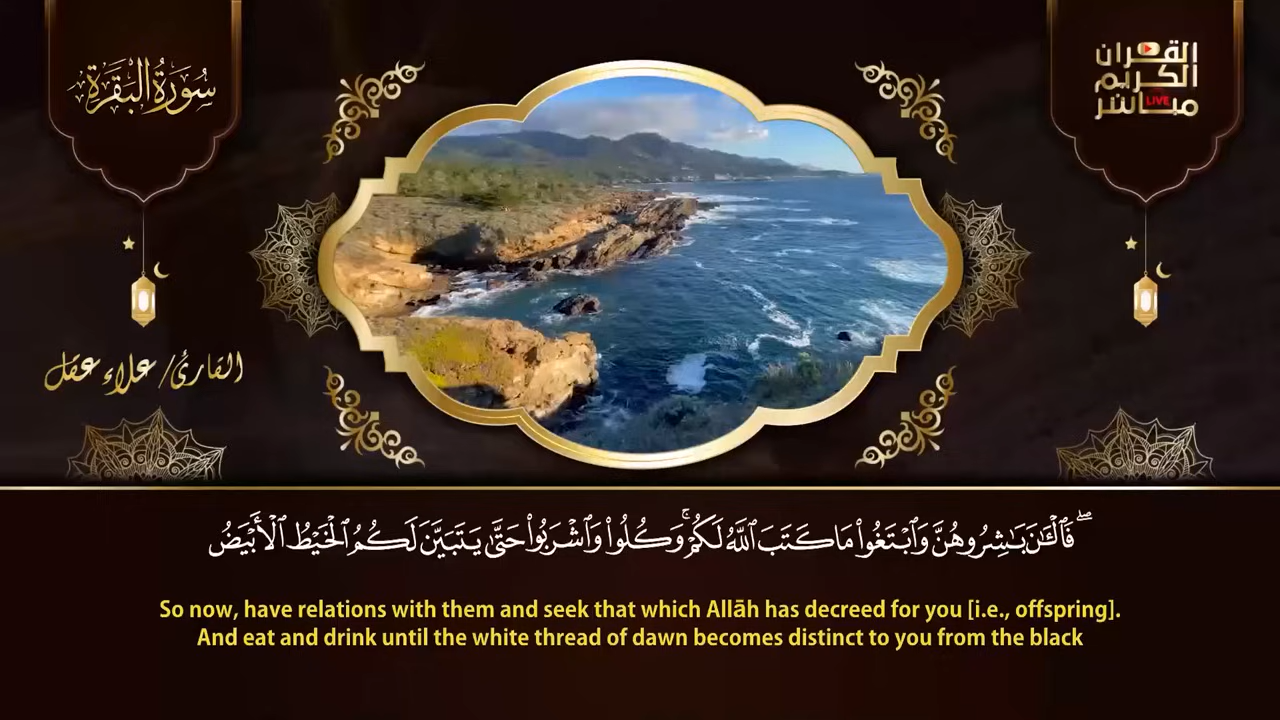 سُورَةُ البَقَرَةِ
القرآن
الكريم
مباشر
LIVE
القارئ/ علاء عقل
ۖ فَٱلْـَٰٔنَ بَـٰشِرُوهُنَّ وَٱبْتَغُوا۟ مَا كَتَبَ ٱللَّهُ لَكُمْ ۚ وَكُلُوا۟ وَٱشْرَبُوا۟ حَتَّىٰ يَتَبَيَّنَ لَكُمُ ٱلْخَيْطُ ٱلْأَبْيَضُ
So now, have relations with them and seek that which Allāh has decreed for you [i.e., offspring].
And eat and drink until the white thread of dawn becomes distinct to you from the black